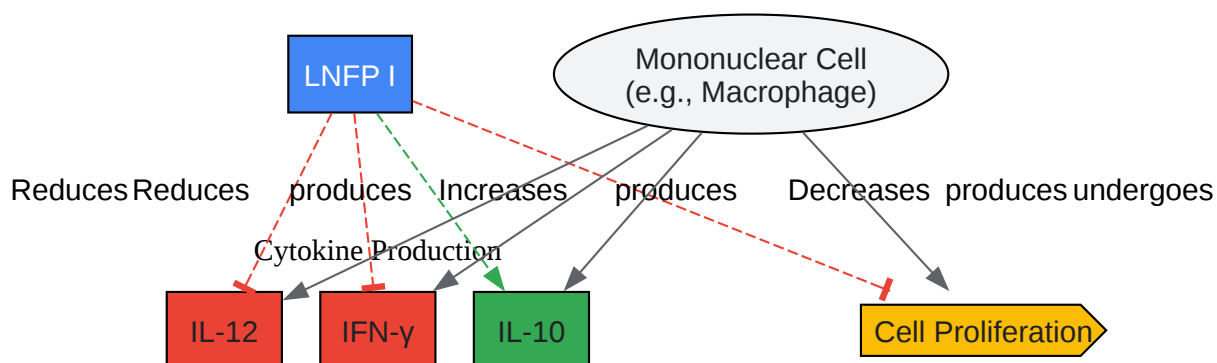 LNFP I
Mononuclear Cell
(e.g., Macrophage)
Reduces
Reduces
produces
Increases
produces
Decreases
produces
undergoes
Cytokine Production
IL-12
IFN-γ
IL-10
Cell Proliferation